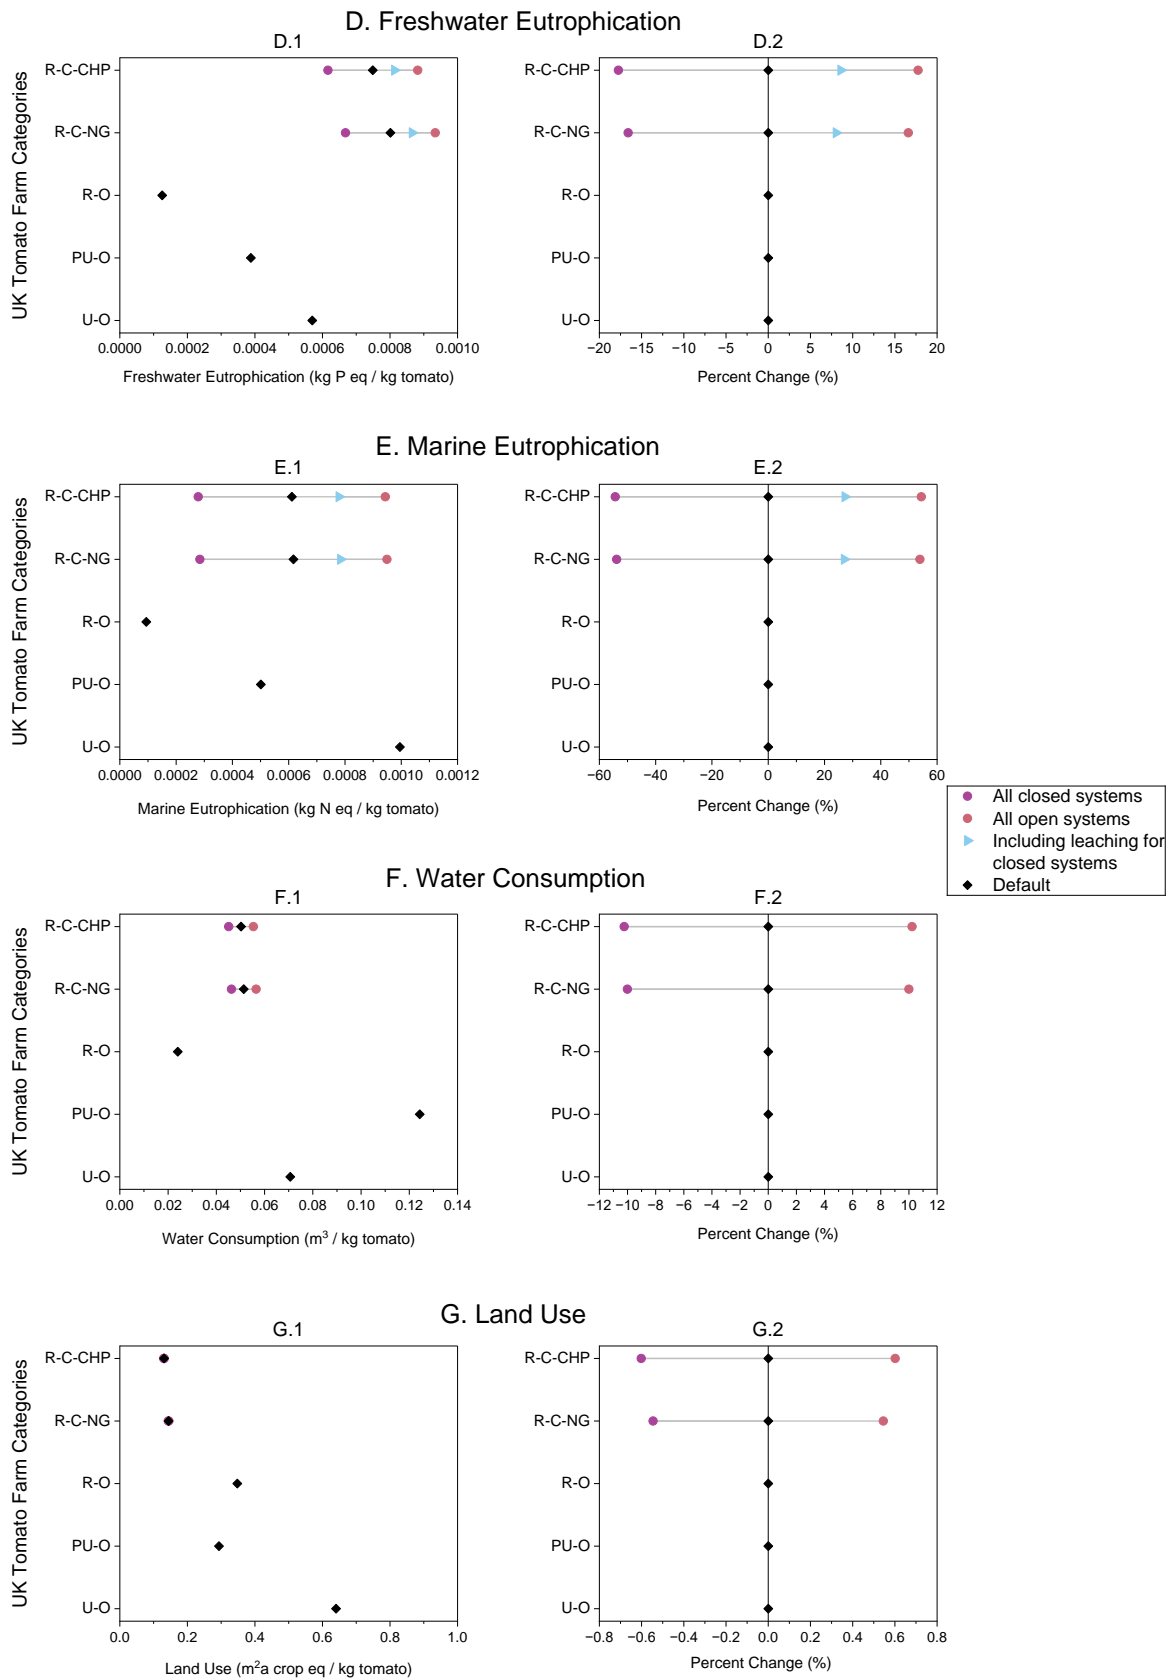 D. Freshwater Eutrophication
D.1
D.2
UK Tomato Farm Categories
R-C-CHP
R-C-NG
R-O
PU-O
U-O
0.0000 0.0002 0.0004 0.0006 0.0008 0.0010
Freshwater Eutrophication (kg P eq / kg tomato)
R-C-CHP
R-C-NG
R-O
PU-O
U-O
−20 −15 −10 −5 0 5 10 15 20
Percent Change (%)
E. Marine Eutrophication
E.1
E.2
UK Tomato Farm Categories
R-C-CHP
R-C-NG
R-O
PU-O
U-O
0.0000 0.0002 0.0004 0.0006 0.0008 0.0010 0.0012
Marine Eutrophication (kg N eq / kg tomato)
R-C-CHP
R-C-NG
R-O
PU-O
U-O
−60 −40 −20 0 20 40 60
Percent Change (%)
All closed systems
All open systems
Including leaching for
closed systems
Default
F. Water Consumption
F.1
F.2
UK Tomato Farm Categories
R-C-CHP
R-C-NG
R-O
PU-O
U-O
0.00 0.02 0.04 0.06 0.08 0.10 0.12 0.14
Water Consumption (m³ / kg tomato)
R-C-CHP
R-C-NG
R-O
PU-O
U-O
−12 −10 −8 −6 −4 −2 0 2 4 6 8 10 12
Percent Change (%)
G. Land Use
G.1
G.2
UK Tomato Farm Categories
R-C-CHP
R-C-NG
R-O
PU-O
U-O
0.0 0.2 0.4 0.6 0.8 1.0
Land Use (m²a crop eq / kg tomato)
R-C-CHP
R-C-NG
R-O
PU-O
U-O
−0.8 −0.6 −0.4 −0.2 0.0 0.2 0.4 0.6 0.8
Percent Change (%)